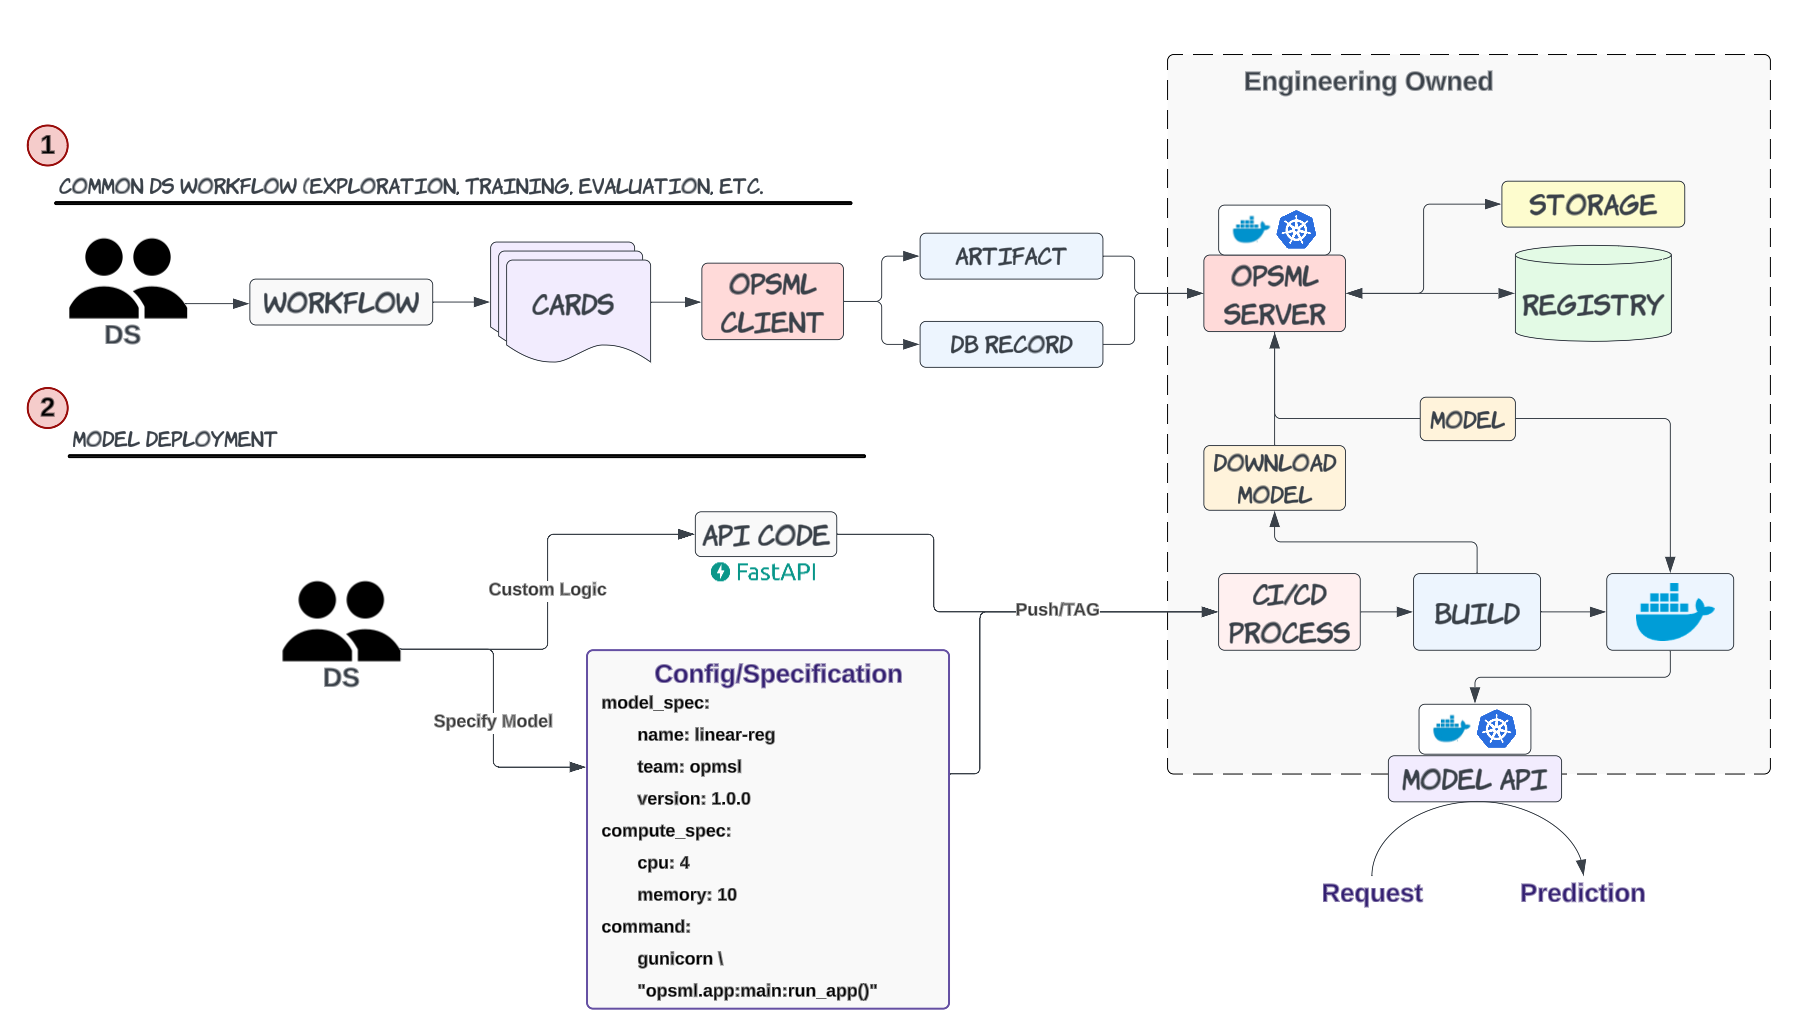 Engineering Owned
1
COMMON DS WORKFLOW (EXPLORATION, TRAINING, EVALUATION, ETC.
DS
WORKFLOW
CARDS
OPSML
CLIENT
ARTIFACT
DB RECORD
OPSML
SERVER
STORAGE
REGISTRY
2
MODEL DEPLOYMENT
MODEL
DOWNLOAD
MODEL
DS
Custom Logic
Specify Model
API CODE
FastAPI
Config/Specification
model_spec:
name: linear-reg
team: opmsl
version: 1.0.0
compute_spec:
cpu: 4
memory: 10
command:
gunicorn \
"opsml.app:main:run_app()"
Push/TAG
CI/CD
PROCESS
BUILD
MODEL API
Request
Prediction